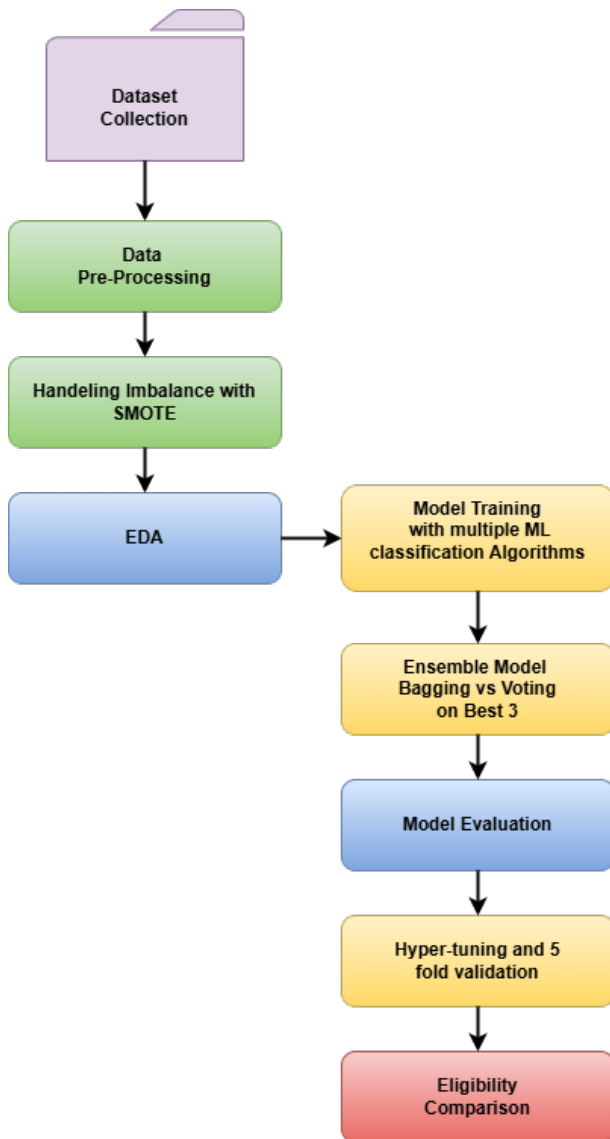 Dataset
Collection
Data
Pre-Processing
Handeling Imbalance with
SMOTE
EDA
Model Training
with multiple ML
classification Algorithms
Ensemble Model
Bagging vs Voting
on Best 3
Model Evaluation
Hyper-tuning and 5
fold validation
Eligibility
Comparison